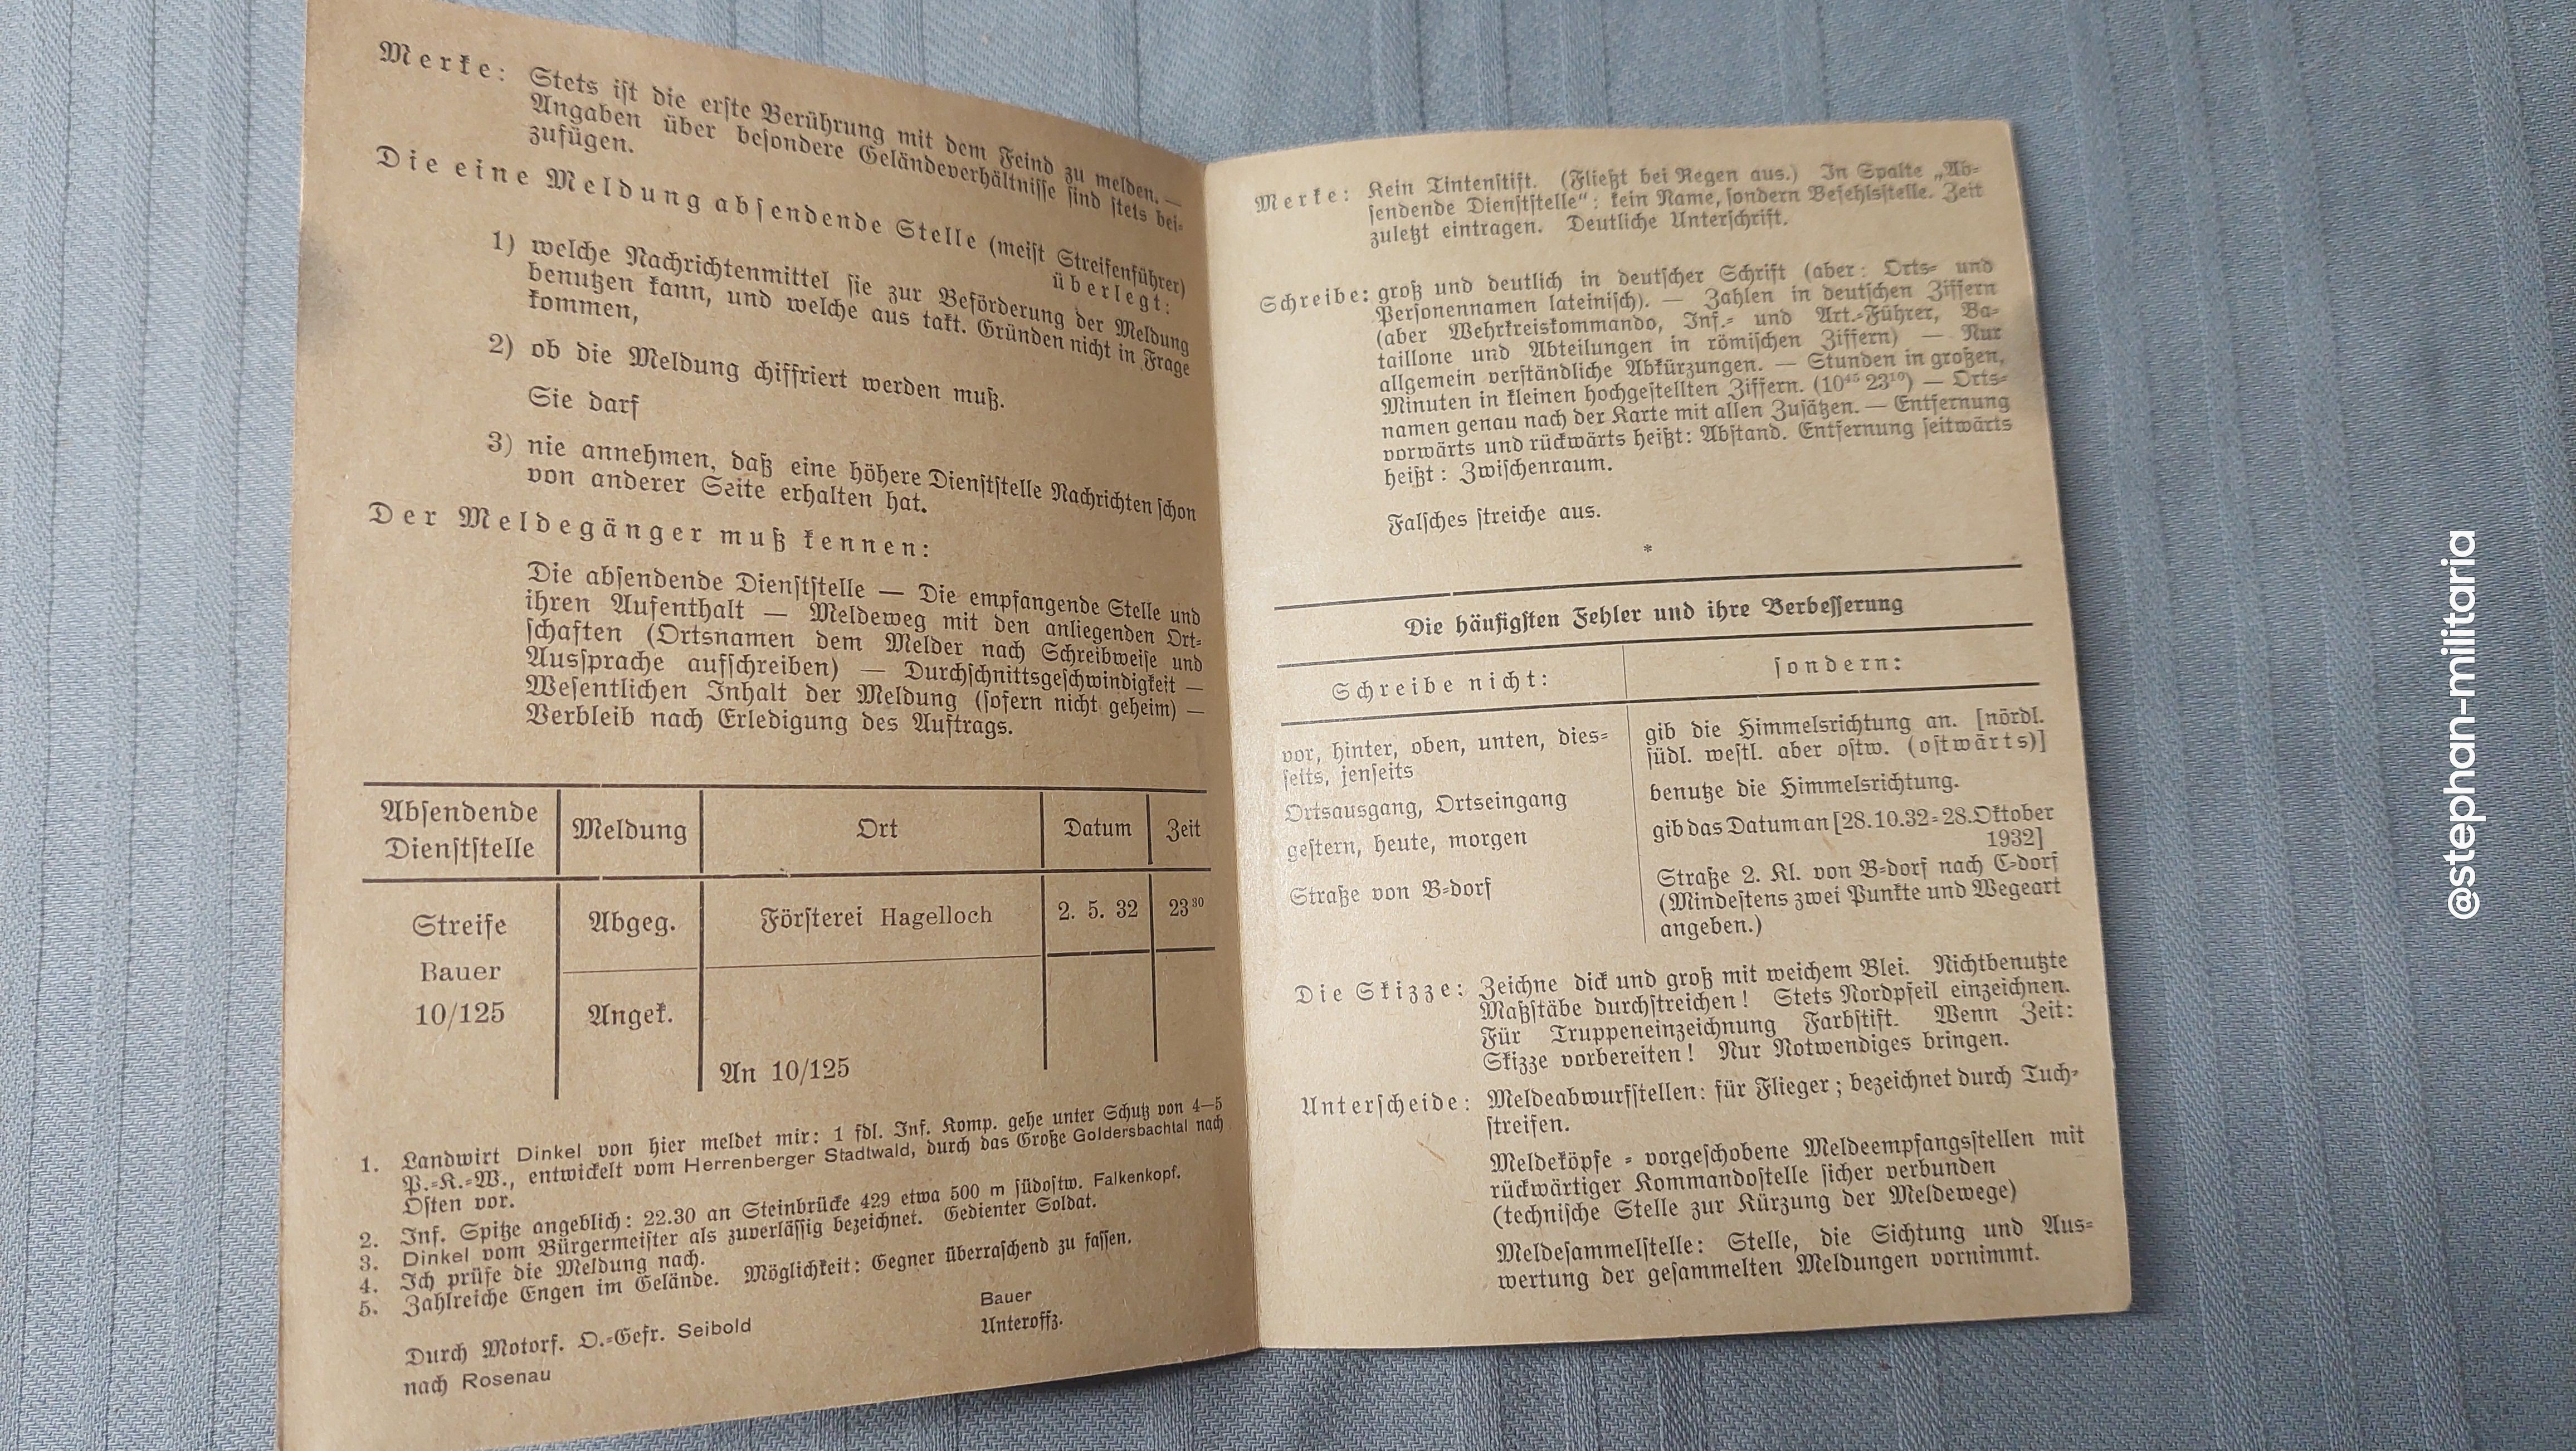 Merke: Stets ist die erste Berührung mit dem Feind zu melden. —
Angaben über besondere Geländeverhältnisse sind stets bei-
zufügen.
Die eine Meldung absendende Stelle (meist Streifenführer)
überlegt:
1) welche Nachrichtenmittel sie zur Beförderung der Meldung
benutzen kann, und welche aus takt. Gründen nicht in Frage
kommen,
2) ob die Meldung chiffriert werden muß.
Sie darf
3) nie annehmen, daß eine höhere Dienststelle Nachrichten schon
von anderer Seite erhalten hat.
Der Meldegänger muß kennen:
Die absendende Dienststelle — Die empfangende Stelle und
ihren Aufenthalt — Meldeweg mit den anliegenden Ort-
schaften (Ortsnamen dem Melder nach Schreibweise und
Aussprache aufschreiben) — Durchschnittsgeschwindigkeit —
Wesentlichen Inhalt der Meldung (sofern nicht geheim) —
Verbleib nach Erledigung des Auftrags.
Absendende
Dienststelle
Meldung
Ort
Datum
Zeit
Streife
Bauer
10/125
Abgeg.
Försterei Hagelloch
2. 5. 32
23³⁰
Angek.
An 10/125
1. Landwirt Dinkel von hier meldet mir: 1 fdl. Inf. Komp. gehe unter Schutz von 4—5
P.-K.-W., entwickelt vom Herrenberger Stadtwald, durch das Große Goldersbachtal nach
Osten vor.
2. Inf. Spitze angeblich: 22.30 an Steinbrücke 429 etwa 500 m südostw. Falkenkopf.
3. Dinkel vom Bürgermeister als zuverlässig bezeichnet. Gedienter Soldat.
4. Ich prüfe die Meldung nach.
5. Zahlreiche Engen im Gelände. Möglichkeit: Gegner überraschend zu fassen.
Bauer
Unteroffz.
Durch Motorf. O.-Gefr. Seibold
nach Rosenau
Merke: Kein Tintenstift. (Fließt bei Regen aus.) In Spalte „Ab-
sendende Dienststelle“: kein Name, sondern Befehlsstelle. Zeit
zuletzt eintragen. Deutliche Unterschrift.
Schreibe: groß und deutlich in deutscher Schrift (aber: Orts- und
Personennamen lateinisch). — Zahlen in deutschen Ziffern
(aber Wehrkreiskommando, Inf.- und Art.-Führer, Ba-
taillone und Abteilungen in römischen Ziffern) — Nur
allgemein verständliche Abkürzungen. — Stunden in großen,
Minuten in kleinen hochgestellten Ziffern. (10⁴⁵ 23¹⁰) — Orts-
namen genau nach der Karte mit allen Zusätzen. — Entfernung
vorwärts und rückwärts heißt: Abstand. Entfernung seitwärts
heißt: Zwischenraum.
Falsches streiche aus.
*
Die häufigsten Fehler und ihre Verbesserung
Schreibe nicht:
sondern:
vor, hinter, oben, unten, dies-
seits, jenseits
gib die Himmelsrichtung an. [nördl.
südl. westl. aber ostw. (ostwärts)]
Ortsausgang, Ortseingang
benutze die Himmelsrichtung.
gestern, heute, morgen
gib das Datum an [28.10.32 = 28. Oktober
1932]
Straße von B-dorf
Straße 2. Kl. von B-dorf nach C-dorf
(Mindestens zwei Punkte und Wegeart
angeben.)
Die Skizze: Zeichne dick und groß mit weichem Blei. Nichtbenutzte
Maßstäbe durchstreichen! Stets Nordpfeil einzeichnen.
Für Truppeneinzeichnung Farbstift. Wenn Zeit:
Skizze vorbereiten! Nur Notwendiges bringen.
Unterscheide: Meldeabwurfstellen: für Flieger; bezeichnet durch Tuch-
streifen.
Meldeköpfe = vorgeschobene Meldeempfangsstellen mit
rückwärtiger Kommandostelle sicher verbunden
(technische Stelle zur Kürzung der Meldewege)
Meldesammelstelle: Stelle, die Sichtung und Aus-
wertung der gesammelten Meldungen vornimmt.
@stephan-militaria